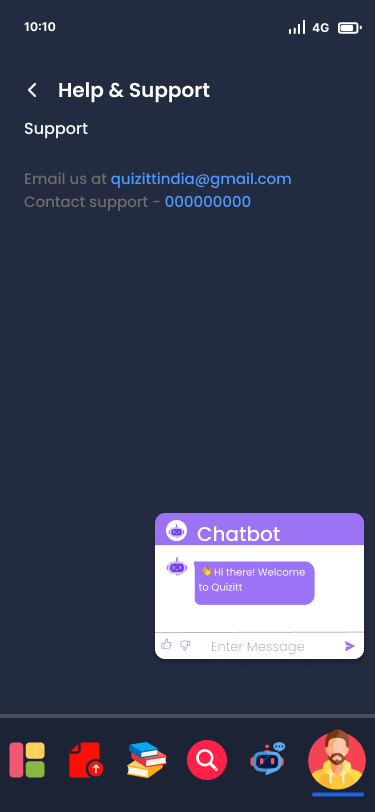 10:10
4G
Help & Support
Support
Email us at quizittindia@gmail.com
Contact support - 000000000
Chatbot
👋Hi there! Welcome
to Quizitt
Enter Message